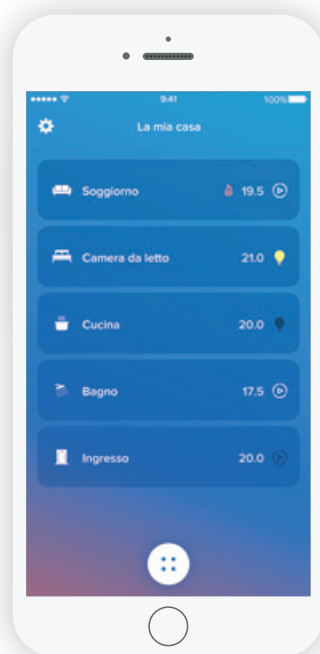 9:41
100%
La mia casa
Soggiorno 19.5
Camera da letto 21.0
Cucina 20.0
Bagno 17.5
Ingresso 20.0